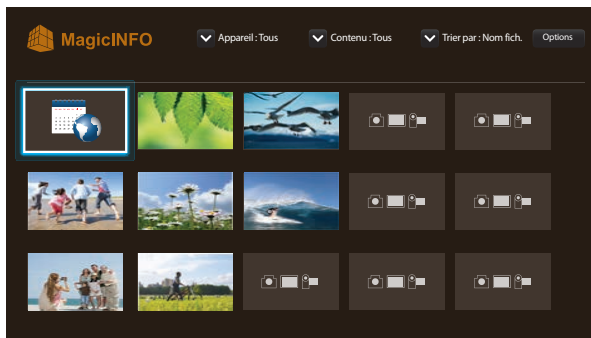 MagicINFO
Appareil : Tous
Contenu : Tous
Trier par : Nom fich.
Options